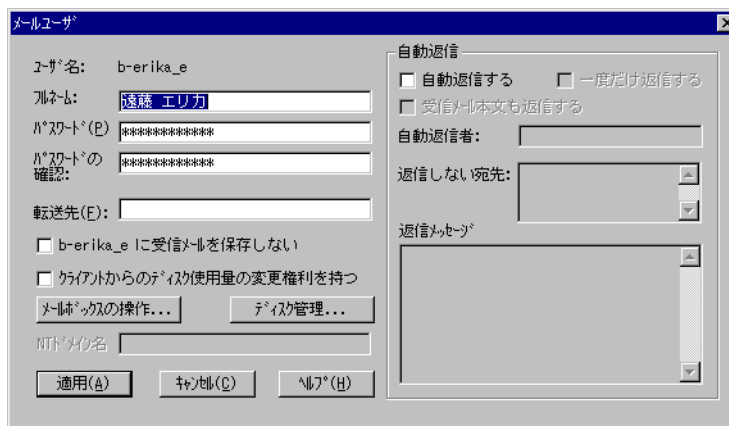 メールユーザ
ユーザ名: b-erika_e
フルネーム: 遠藤 エリカ
パスワード(P) ************
パスワードの
確認: ************
転送先(F):
b-erika_e に受信メールを保存しない
クライアントからのディスク使用量の変更権利を持つ
メールボックスの操作... ディスク管理...
NTドメイン名
適用(A) キャンセル(C) ヘルプ(H)
自動返信
自動返信する 一度だけ返信する
受信メール本文も返信する
自動返信者:
返信しない宛先:
返信メッセージ